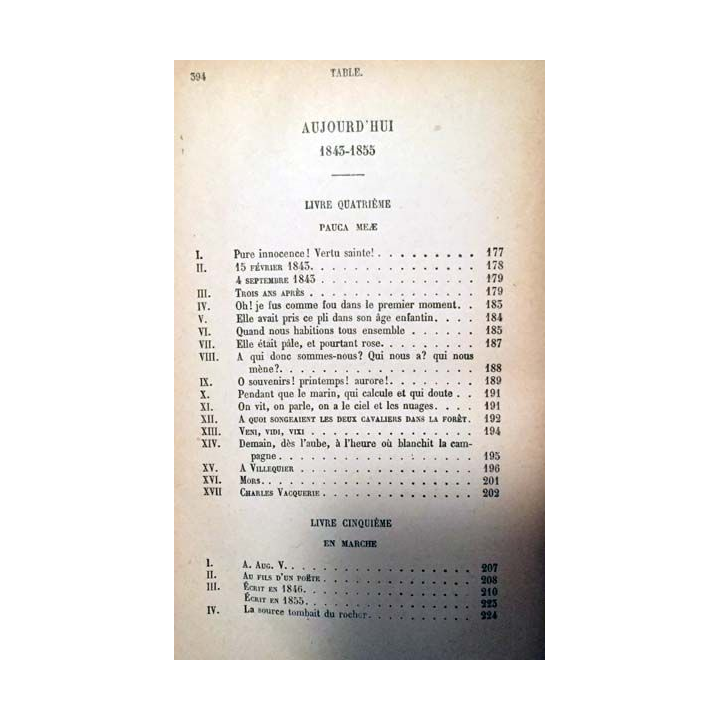 394 TABLE.
AUJOURD'HUI
1843-1855
LIVRE QUATRIÈME
PAUCA MEÆ
I. Pure innocence! Vertu sainte! . . . . . . . . . . 177
II. 15 FÉVRIER 1843. . . . . . . . . . . . . . 178
4 SEPTEMBRE 1843 . . . . . . . . . . . . . 179
III. TROIS ANS APRÈS . . . . . . . . . . . . . . 179
IV. Oh! je fus comme fou dans le premier moment. . . 183
V. Elle avait pris ce pli dans son âge enfantin. . . . . 184
VI. Quand nous habitions tous ensemble . . . . . . 185
VII. Elle était pâle, et pourtant rose. . . . . . . . . 187
VIII. A qui donc sommes-nous? Qui nous a? qui nous
mène?. . . . . . . . . . . . . . . . . 188
IX. O souvenirs! printemps! aurore!. . . . . . . . 189
X. Pendant que le marin, qui calcule et qui doute . . 191
XI. On vit, on parle, on a le ciel et les nuages. . . . . 191
XII. A QUOI SONGEAIENT LES DEUX CAVALIERS DANS LA FORÊT. 192
XIII. VENI, VIDI, VIXI . . . . . . . . . . . . . . 194
XIV. Demain, dès l'aube, à l'heure où blanchit la cam-
pagne . . . . . . . . . . . . . . . . . 195
XV. A VILLEQUIER . . . . . . . . . . . . . . . 196
XVI. MORS. . . . . . . . . . . . . . . . . . . 201
XVII CHARLES VACQUERIE. . . . . . . . . . . . . 202
LIVRE CINQUIÈME
EN MARCHE
I. A. AUG. V. . . . . . . . . . . . . . . . . 207
II. AU FILS D'UN POËTE . . . . . . . . . . . . . 208
III. ÉCRIT EN 1846. . . . . . . . . . . . . . . 210
ÉCRIT EN 1855. . . . . . . . . . . . . . . 223
IV. La source tombait du rocher. . . . . . . . . . 224